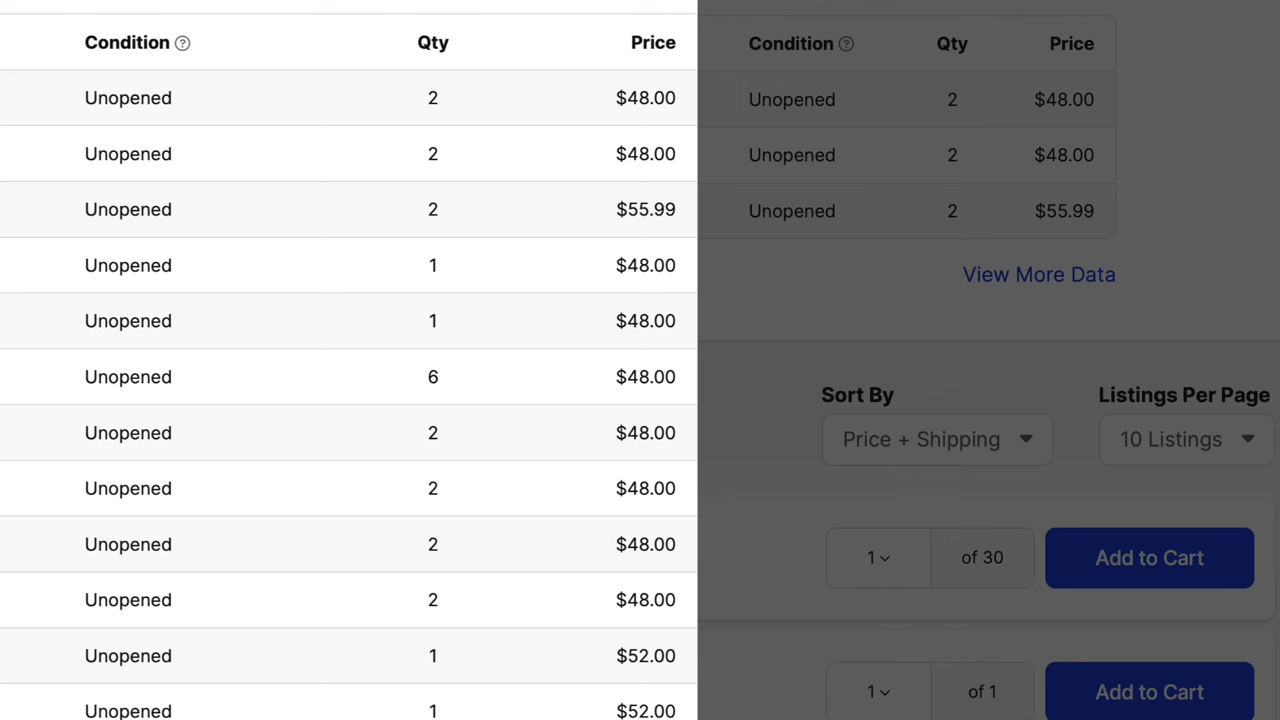 Condition ? Qty Price
Unopened 2 $48.00
Unopened 2 $48.00
Unopened 2 $55.99
Unopened 1 $48.00
Unopened 1 $48.00
Unopened 6 $48.00
Unopened 2 $48.00
Unopened 2 $48.00
Unopened 2 $48.00
Unopened 2 $48.00
Unopened 1 $52.00
Unopened 1 $52.00
Condition ? Qty Price
Unopened 2 $48.00
Unopened 2 $48.00
Unopened 2 $55.99
View More Data
Sort By Listings Per Page
Price + Shipping 10 Listings
1 of 30 Add to Cart
1 of 1 Add to Cart